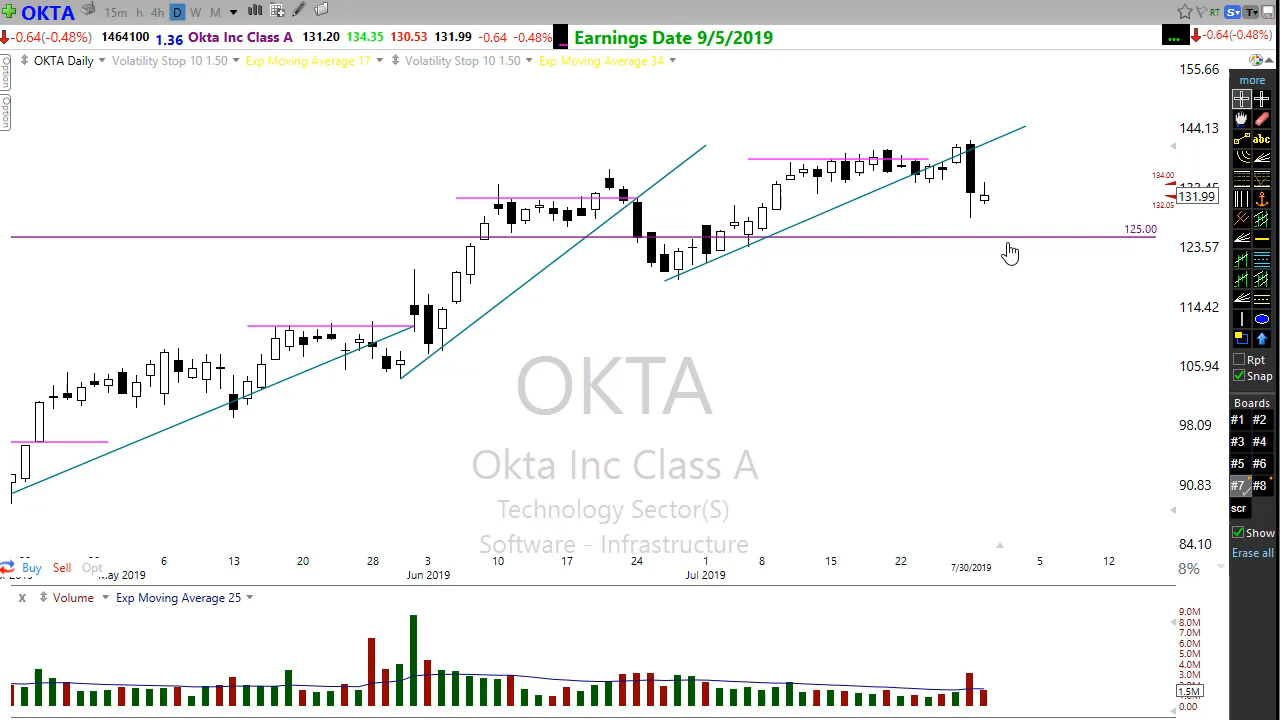 OKTA 15m h 4h D W M RT S T
-0.64(-0.48%) 1464100 1.36 Okta Inc Class A 131.20 134.35 130.53 131.99 -0.64 -0.48% ... Earnings Date 9/5/2019 ... -0.64(-0.48%)
OKTA Daily Volatility Stop 10 1.50 Exp Moving Average 17 Volatility Stop 10 1.50 Exp Moving Average 34
Option
Option
155.66
144.13
134.00
131.99
132.05
125.00
123.57
114.42
105.94
98.09
90.83
84.10
OKTA
Okta Inc Class A
Technology Sector(S)
Software - Infrastructure
6 13 20 28 3 10 17 24 1 8 15 22 7/30/2019 5 12
May 2019 Jun 2019 Jul 2019
Buy Sell Opt
8%
X Volume Exp Moving Average 25
9.0M
8.0M
7.0M
6.0M
5.0M
4.0M
3.0M
1.5M
0.00
more
abc
Rpt
Snap
Boards
#1 #2
#3 #4
#5 #6
#7 #8
scr
Show
Erase all